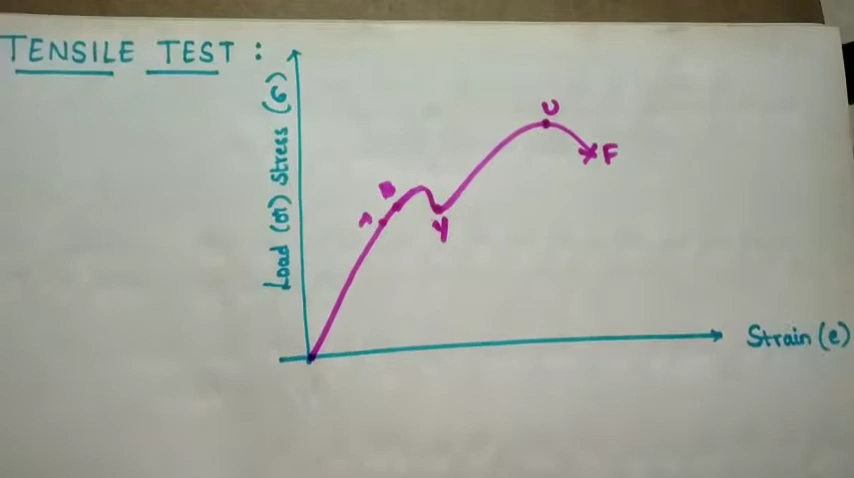 TENSILE TEST :
Load (or) Stress (σ)
U
F
Y
Strain (e)